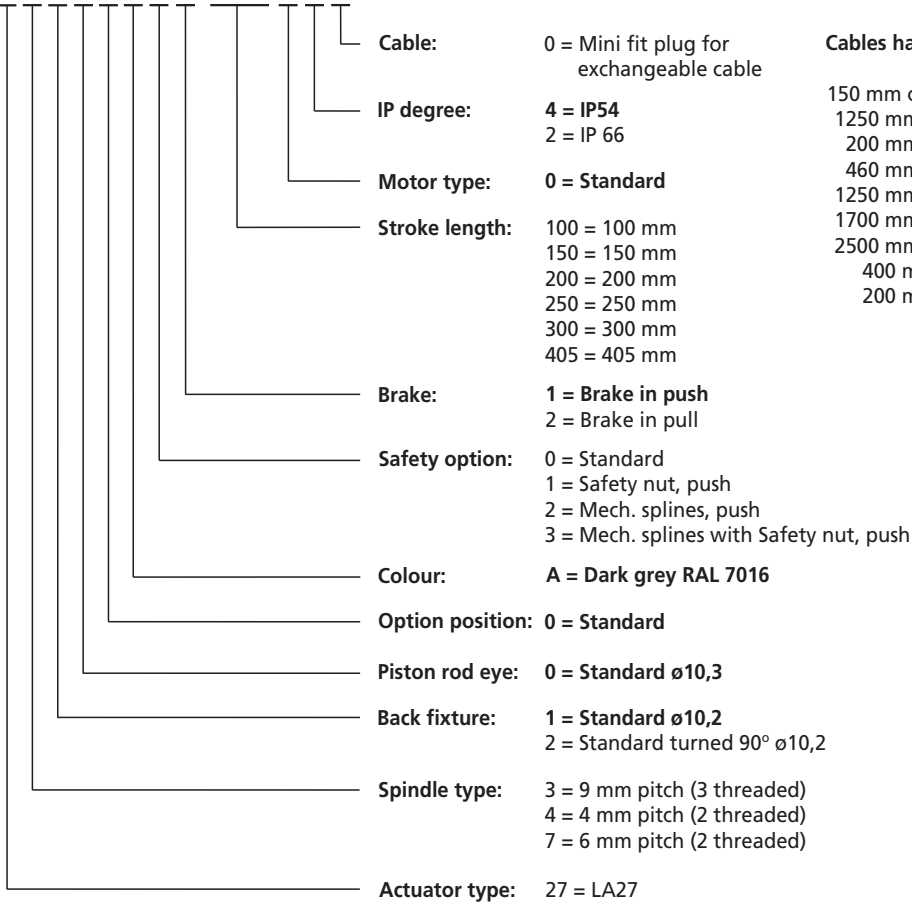 Cable: 0 = Mini fit plug for
exchangeable cable
IP degree: 4 = IP54
2 = IP 66
Motor type: 0 = Standard
Stroke length: 100 = 100 mm
150 = 150 mm
200 = 200 mm
250 = 250 mm
300 = 300 mm
405 = 405 mm
Brake: 1 = Brake in push
2 = Brake in pull
Safety option: 0 = Standard
1 = Safety nut, push
2 = Mech. splines, push
3 = Mech. splines with Safety nut, push
Colour: A = Dark grey RAL 7016
Option position: 0 = Standard
Piston rod eye: 0 = Standard ø10,3
Back fixture: 1 = Standard ø10,2
2 = Standard turned 90° ø10,2
Spindle type: 3 = 9 mm pitch (3 threaded)
4 = 4 mm pitch (2 threaded)
7 = 6 mm pitch (2 threaded)
Actuator type: 27 = LA27
Cables
150 mm
1250 mm
200 mm
460 mm
1250 mm
1700 mm
2500 mm
400
200